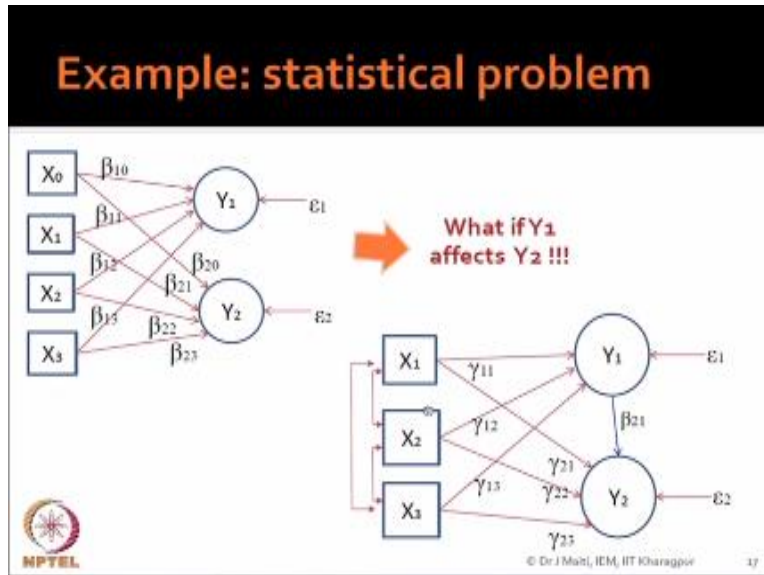 Example: statistical problem
X₀
β₁₀
Y₁
ε₁
X₁
β₁₁
X₂
β₁₂
β₂₀
β₂₁
Y₂
ε₂
X₃
β₁₃
β₂₂
β₂₃
What if Y₁
affects Y₂ !!!
X₁
γ₁₁
Y₁
ε₁
X₂
γ₁₂
β₂₁
γ₂₁
X₃
γ₁₃
γ₂₂
Y₂
ε₂
γ₂₃
NPTEL
© Dr J Maiti, IEM, IIT Kharagpur
17